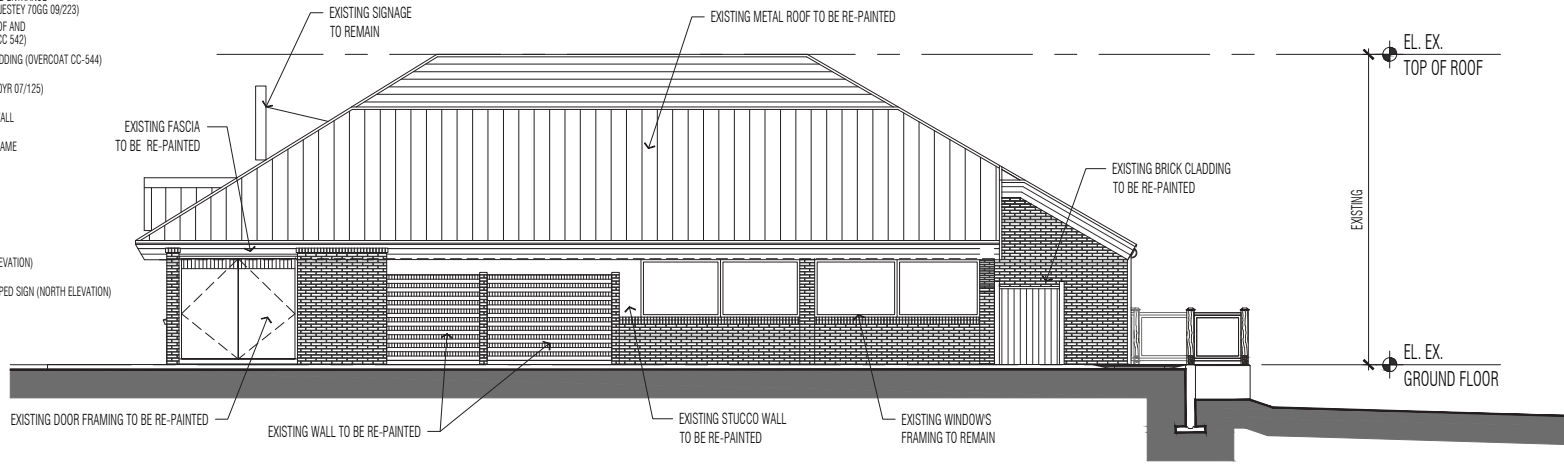 JESTEY 70GG 09/223)
OF AND
CC 542)
DDING (OVERCOAT CC-544)
DYR 07/125)
ALL
AME
EVATION)
PED SIGN (NORTH ELEVATION)
EXISTING SIGNAGE
TO REMAIN
EXISTING METAL ROOF TO BE RE-PAINTED
EL. EX.
TOP OF ROOF
EXISTING FASCIA
TO BE RE-PAINTED
EXISTING BRICK CLADDING
TO BE RE-PAINTED
EXISTING
EL. EX.
GROUND FLOOR
EXISTING DOOR FRAMING TO BE RE-PAINTED
EXISTING WALL TO BE RE-PAINTED
EXISTING STUCCO WALL
TO BE RE-PAINTED
EXISTING WINDOW'S
FRAMING TO REMAIN